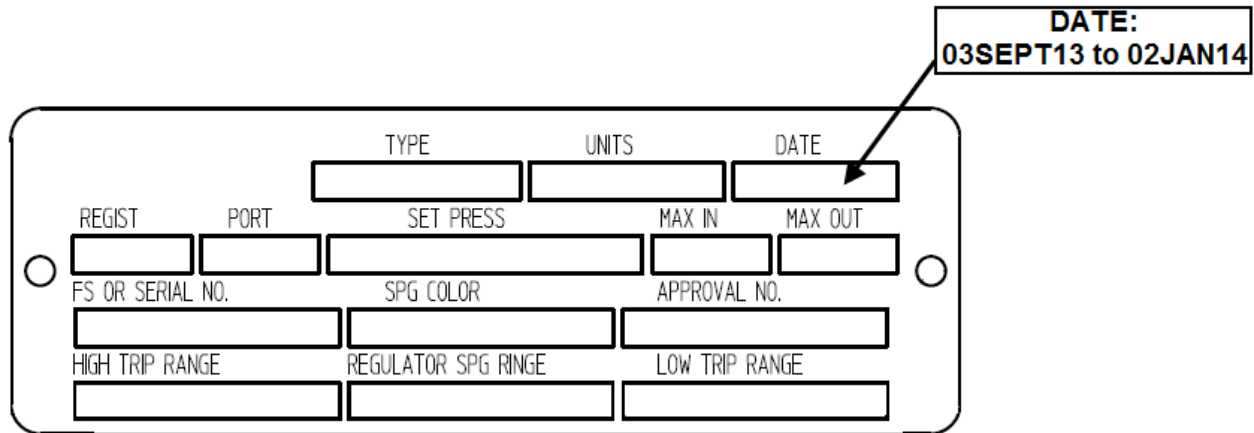 DATE:
03SEPT13 to 02JAN14
TYPE UNITS DATE
REGIST PORT SET PRESS MAX IN MAX OUT
FS OR SERIAL NO. SPG COLOR APPROVAL NO.
HIGH TRIP RANGE REGULATOR SPG RINGE LOW TRIP RANGE